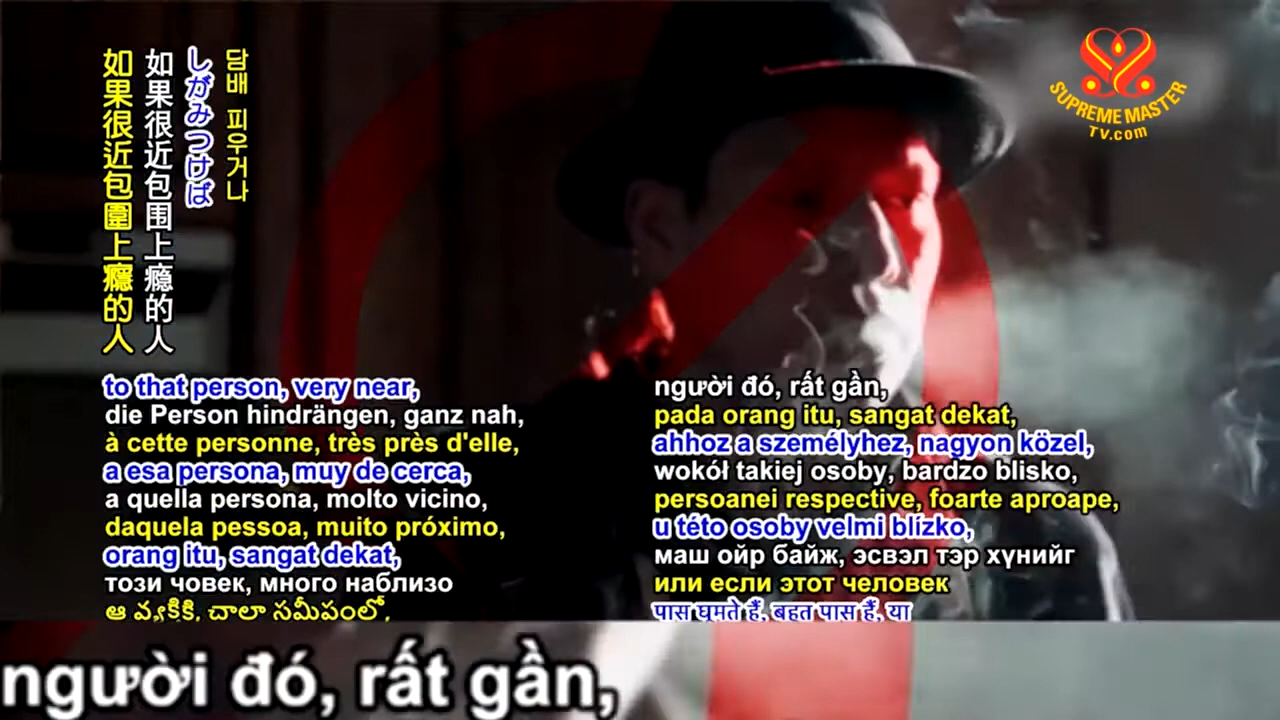 담배 피우거나
しがみつけば
如果很近包围上瘾的人
如果很近包圍上癮的人
SUPREME MASTER
TV.com
to that person, very near,
die Person hindrängen, ganz nah,
à cette personne, très près d'elle,
a esa persona, muy de cerca,
a quella persona, molto vicino,
daquela pessoa, muito próximo,
orang itu, sangat dekat,
този човек, много наблизо
ఆ వ్యక్తికి, చాలా సమీపంలో,
người đó, rất gần,
pada orang itu, sangat dekat,
ahhoz a személyhez, nagyon közel,
wokół takiej osoby, bardzo blisko,
persoanei respective, foarte aproape,
u této osoby velmi blízko,
маш ойр байж, эсвэл тэр хүнийг
или если этот человек
पास घूमते हैं, बहुत पास हैं, या
người đó, rất gần,